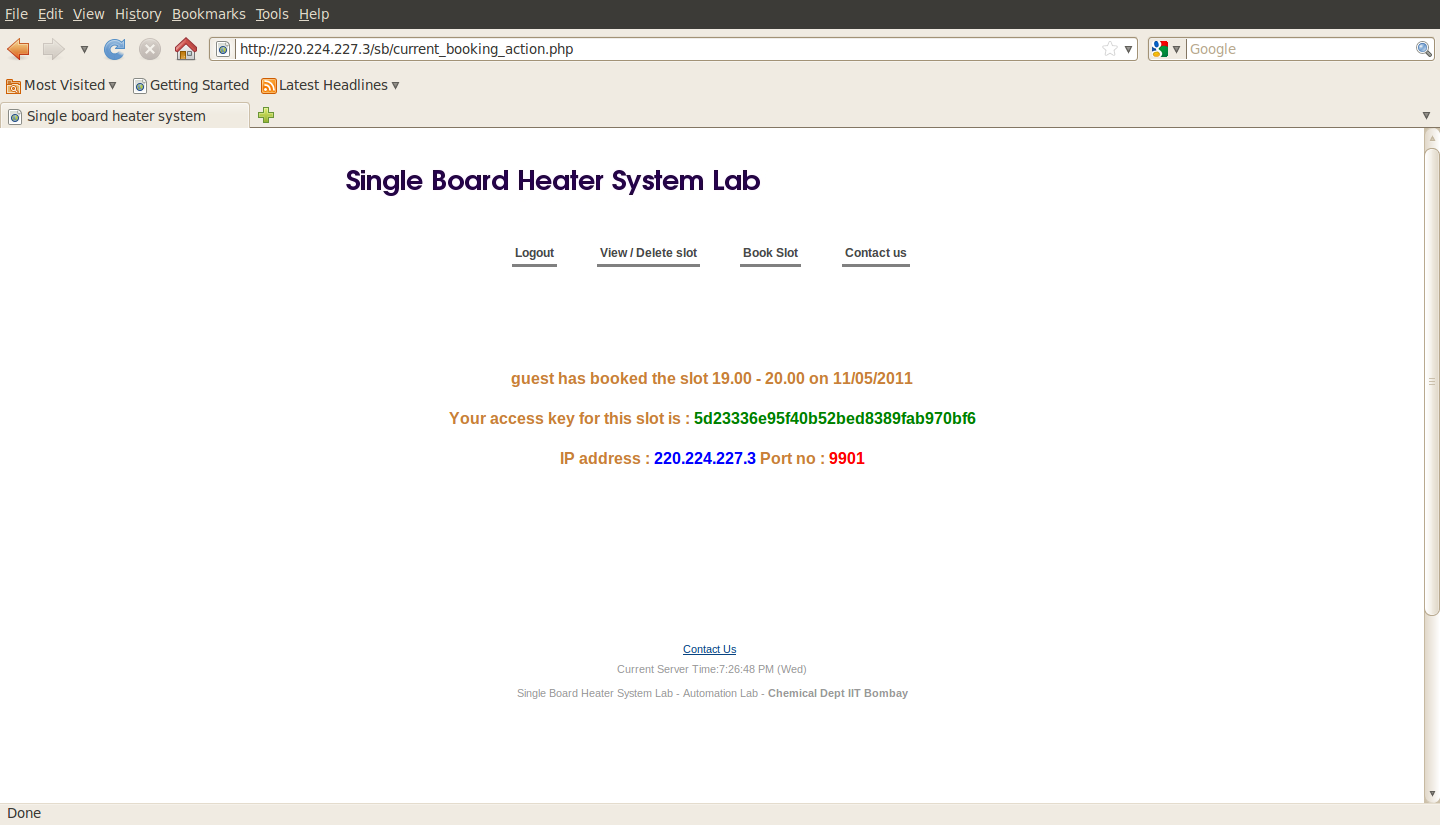 File Edit View History Bookmarks Tools Help
http://220.224.227.3/sb/current_booking_action.php Google
Most Visited Getting Started Latest Headlines
Single board heater system
Single Board Heater System Lab
Logout View / Delete slot Book Slot Contact us
guest has booked the slot 19.00 - 20.00 on 11/05/2011
Your access key for this slot is : 5d23336e95f40b52bed8389fab970bf6
IP address : 220.224.227.3 Port no : 9901
Contact Us
Current Server Time:7:26:48 PM (Wed)
Single Board Heater System Lab - Automation Lab - Chemical Dept IIT Bombay
Done